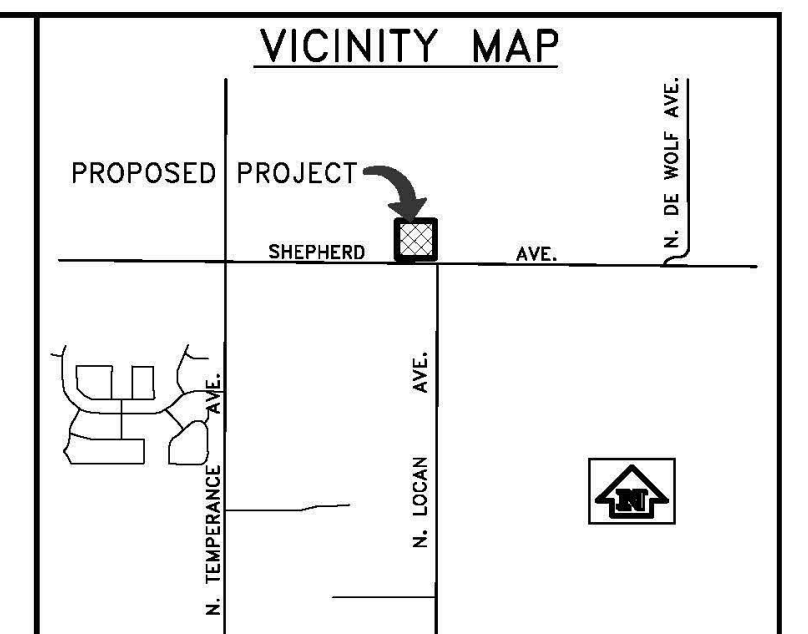 VICINITY MAP
PROPOSED PROJECT
N. DE WOLF AVE.
SHEPHERD AVE.
N. TEMPERANCE AVE.
N. LOCAN AVE.
N